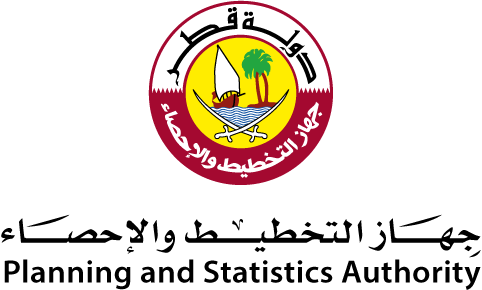 دولة قطر
جهاز التخطيط والإحصاء
جهاز التخطيط والإحصاء
Planning and Statistics Authority